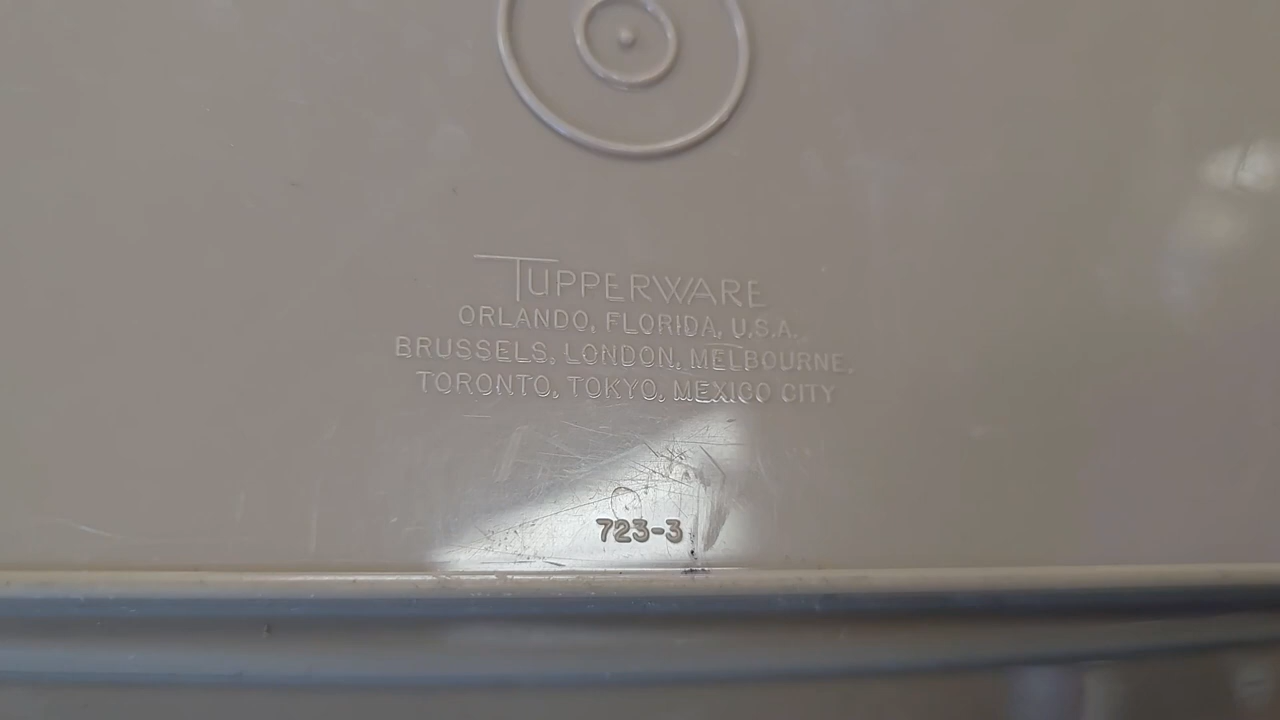 TUPPERWARE
ORLANDO, FLORIDA, U.S.A.,
BRUSSELS, LONDON, MELBOURNE,
TORONTO, TOKYO, MEXICO CITY
723-3